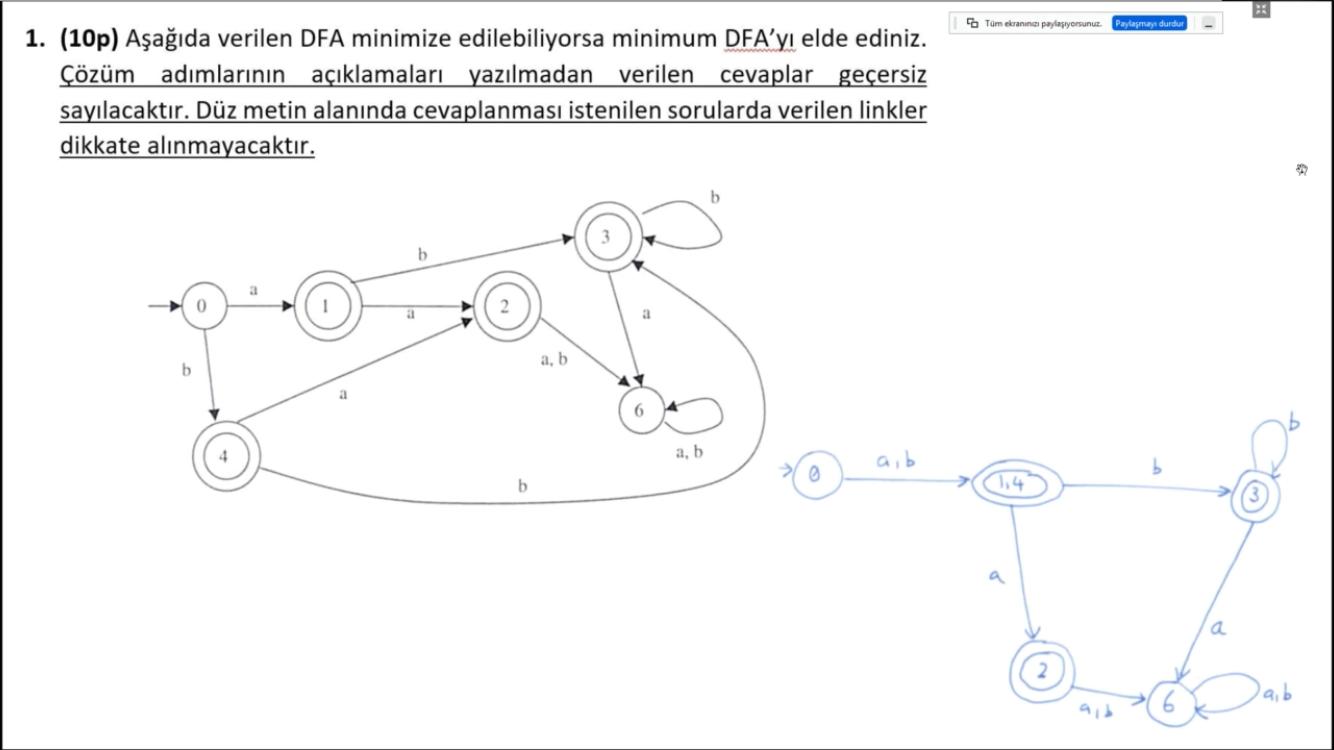 Tüm ekranınızı paylaşıyorsunuz. Paylaşmayı durdur
1. (10p) Aşağıda verilen DFA minimize edilebiliyorsa minimum DFA'yı elde ediniz.
Çözüm adımlarının açıklamaları yazılmadan verilen cevaplar geçersiz
sayılacaktır. Düz metin alanında cevaplanması istenilen sorularda verilen linkler
dikkate alınmayacaktır.
b
3
b
a
0
1
a
2
a
b
a, b
a
6
a, b
4
b
b
0
a,b
1,4
b
3
a
a
2
a,b
6
a,b